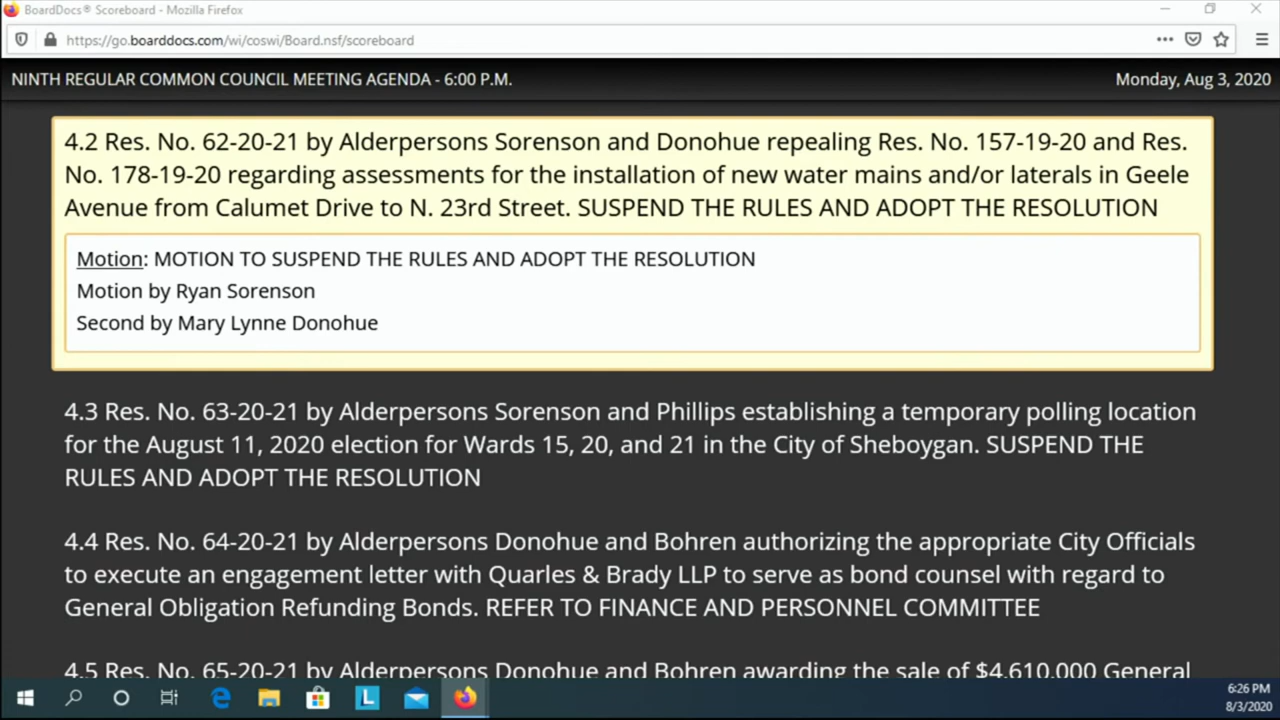 BoardDocs® Scoreboard - Mozilla Firefox
https://go.boarddocs.com/wi/coswi/Board.nsf/scoreboard
NINTH REGULAR COMMON COUNCIL MEETING AGENDA - 6:00 P.M.
Monday, Aug 3, 2020
4.2 Res. No. 62-20-21 by Alderpersons Sorenson and Donohue repealing Res. No. 157-19-20 and Res.
No. 178-19-20 regarding assessments for the installation of new water mains and/or laterals in Geele
Avenue from Calumet Drive to N. 23rd Street. SUSPEND THE RULES AND ADOPT THE RESOLUTION
Motion: MOTION TO SUSPEND THE RULES AND ADOPT THE RESOLUTION
Motion by Ryan Sorenson
Second by Mary Lynne Donohue
4.3 Res. No. 63-20-21 by Alderpersons Sorenson and Phillips establishing a temporary polling location
for the August 11, 2020 election for Wards 15, 20, and 21 in the City of Sheboygan. SUSPEND THE
RULES AND ADOPT THE RESOLUTION
4.4 Res. No. 64-20-21 by Alderpersons Donohue and Bohren authorizing the appropriate City Officials
to execute an engagement letter with Quarles & Brady LLP to serve as bond counsel with regard to
General Obligation Refunding Bonds. REFER TO FINANCE AND PERSONNEL COMMITTEE
4.5 Res. No. 65-20-21 by Alderpersons Donohue and Bohren awarding the sale of $4,610,000 General
6:26 PM
8/3/2020